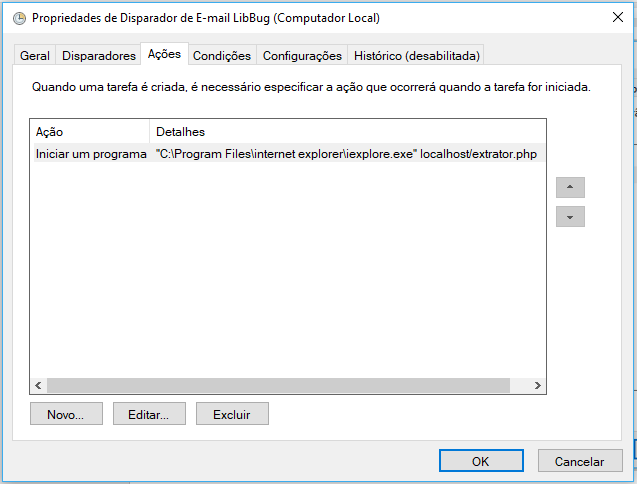 Propriedades de Disparador de E-mail LibBug (Computador Local)
Geral Disparadores Ações Condições Configurações Histórico (desabilitada)
Quando uma tarefa é criada, é necessário especificar a ação que ocorrerá quando a tarefa for iniciada.
Ação Detalhes
Iniciar um programa "C:\Program Files\internet explorer\iexplore.exe" localhost/extrator.php
Novo... Editar... Excluir
OK Cancelar